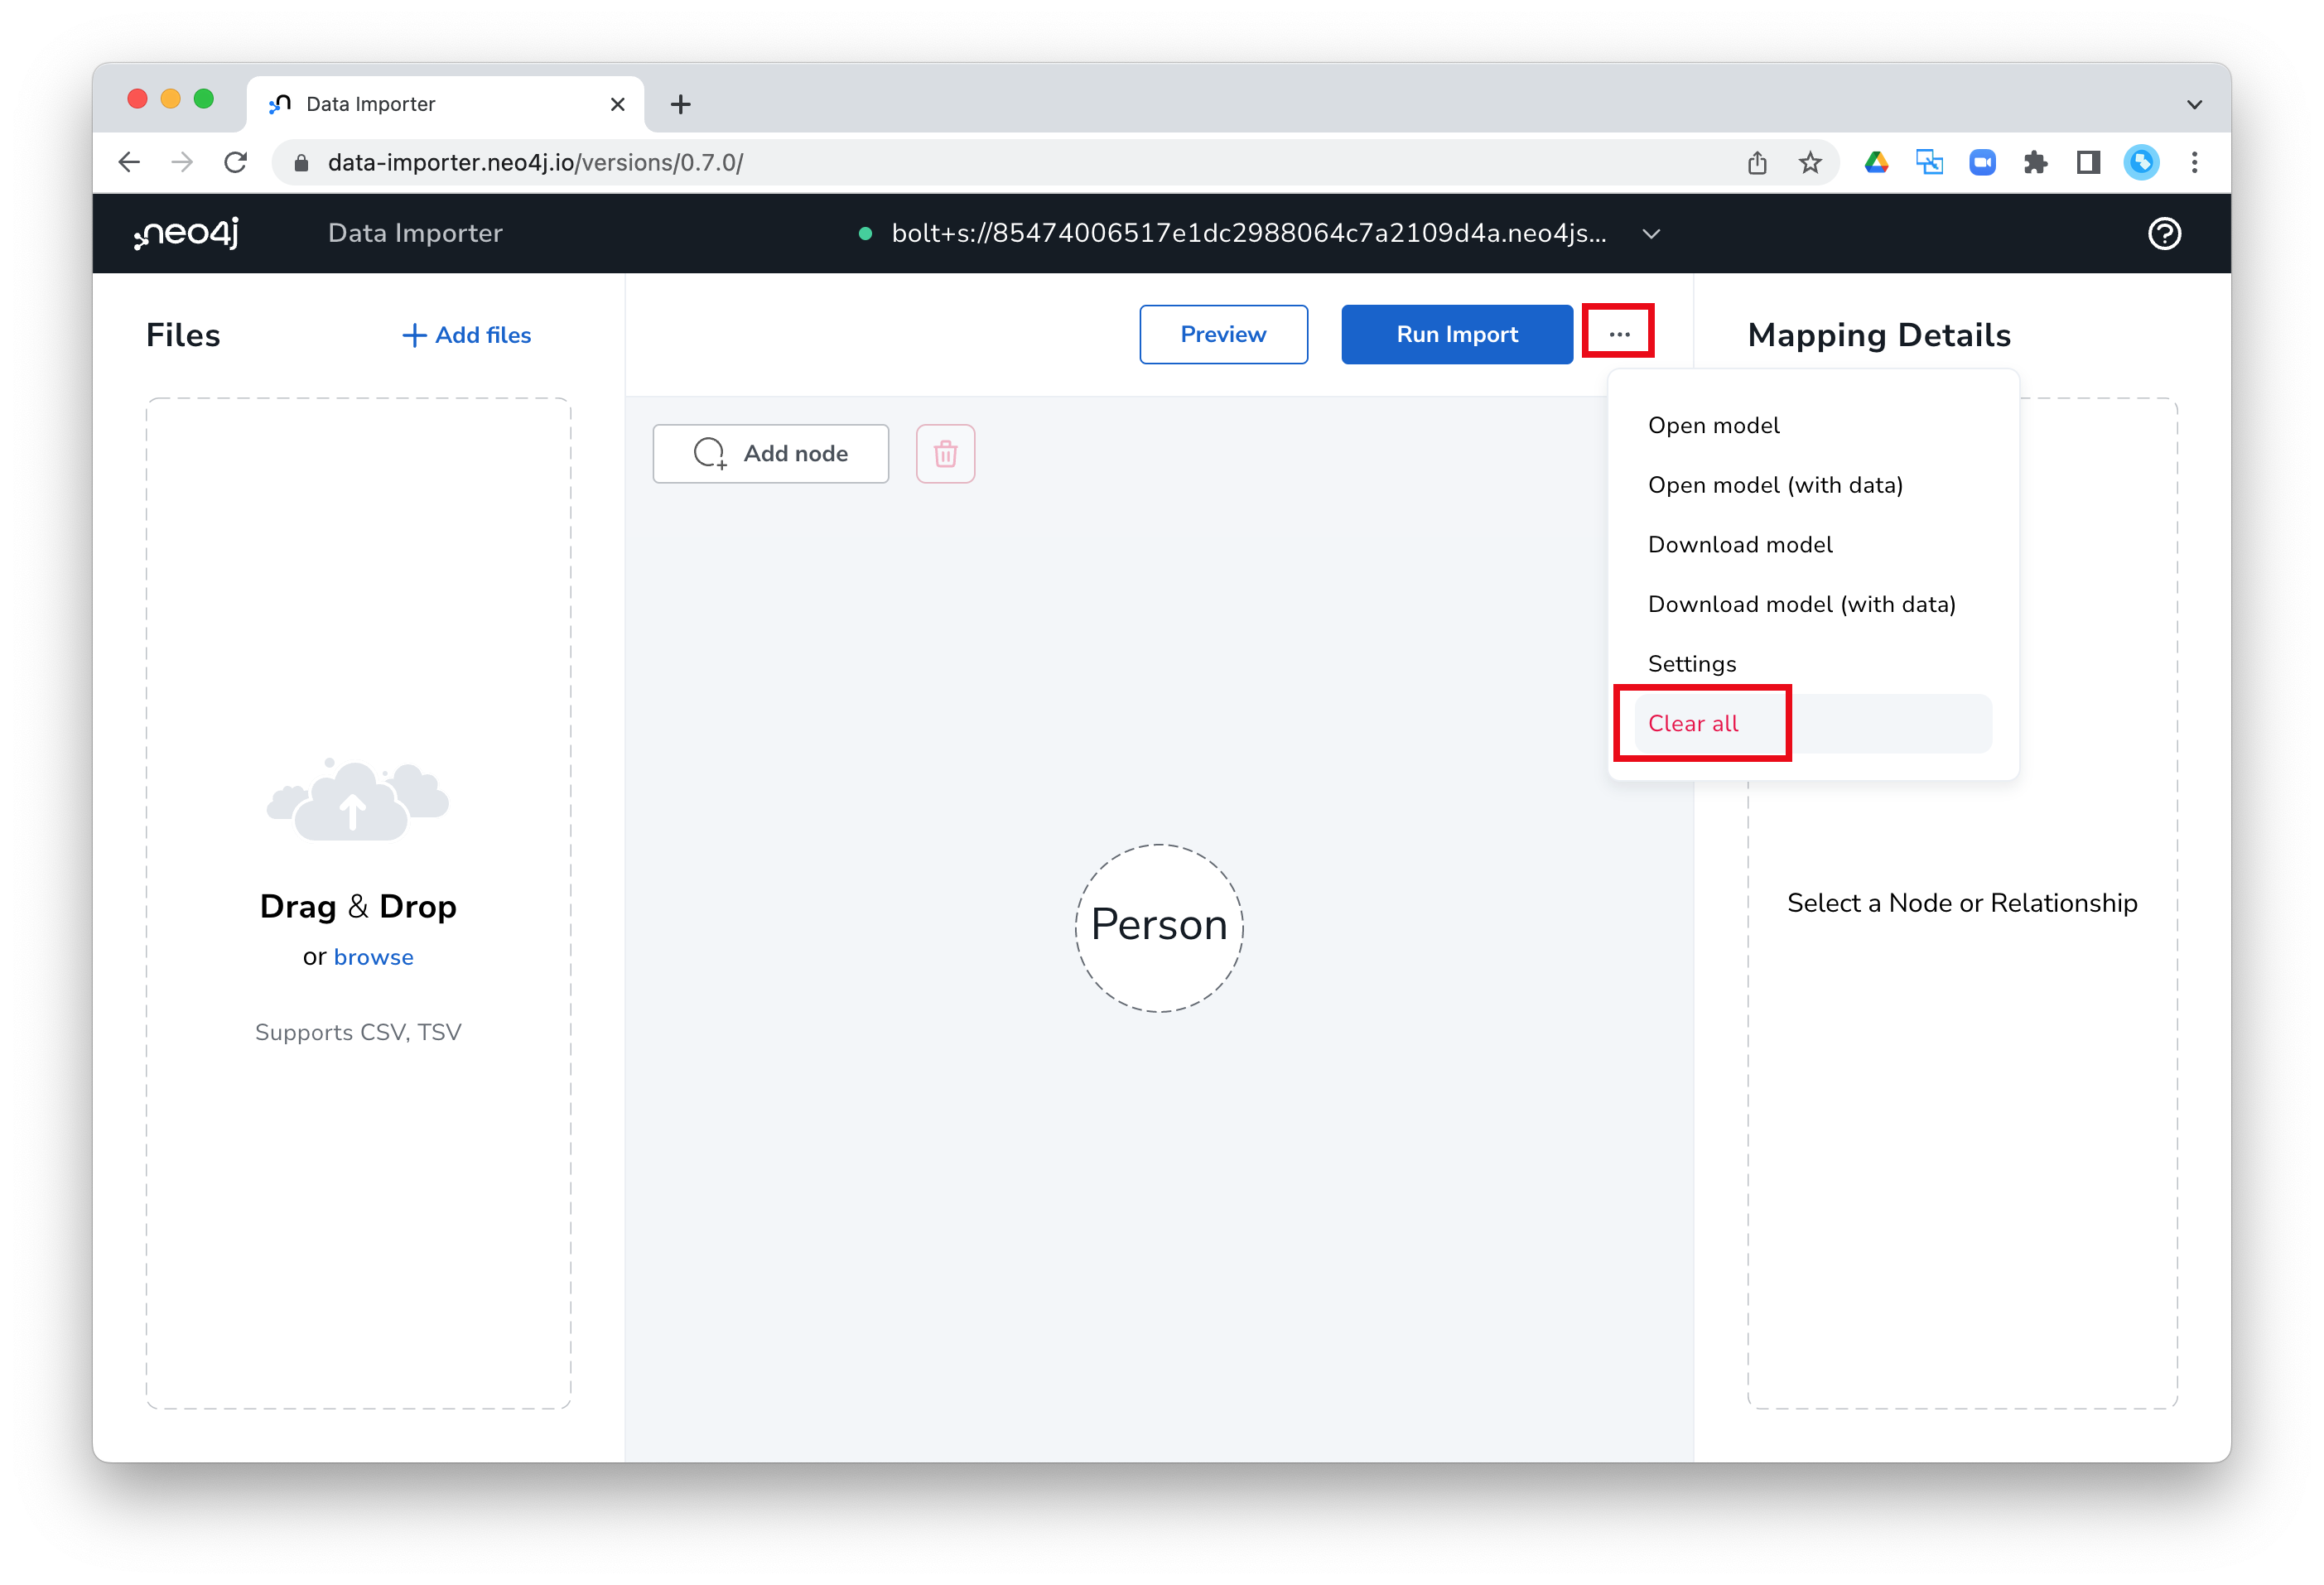 Data Importer
data-importer.neo4j.io/versions/0.7.0/
neo4j
Data Importer
bolt+s://85474006517e1dc2988064c7a2109d4a.neo4js...
Files
Add files
Preview
Run Import
Mapping Details
Add node
Open model
Open model (with data)
Download model
Download model (with data)
Settings
Clear all
Drag & Drop
or browse
Supports CSV, TSV
Person
Select a Node or Relationship